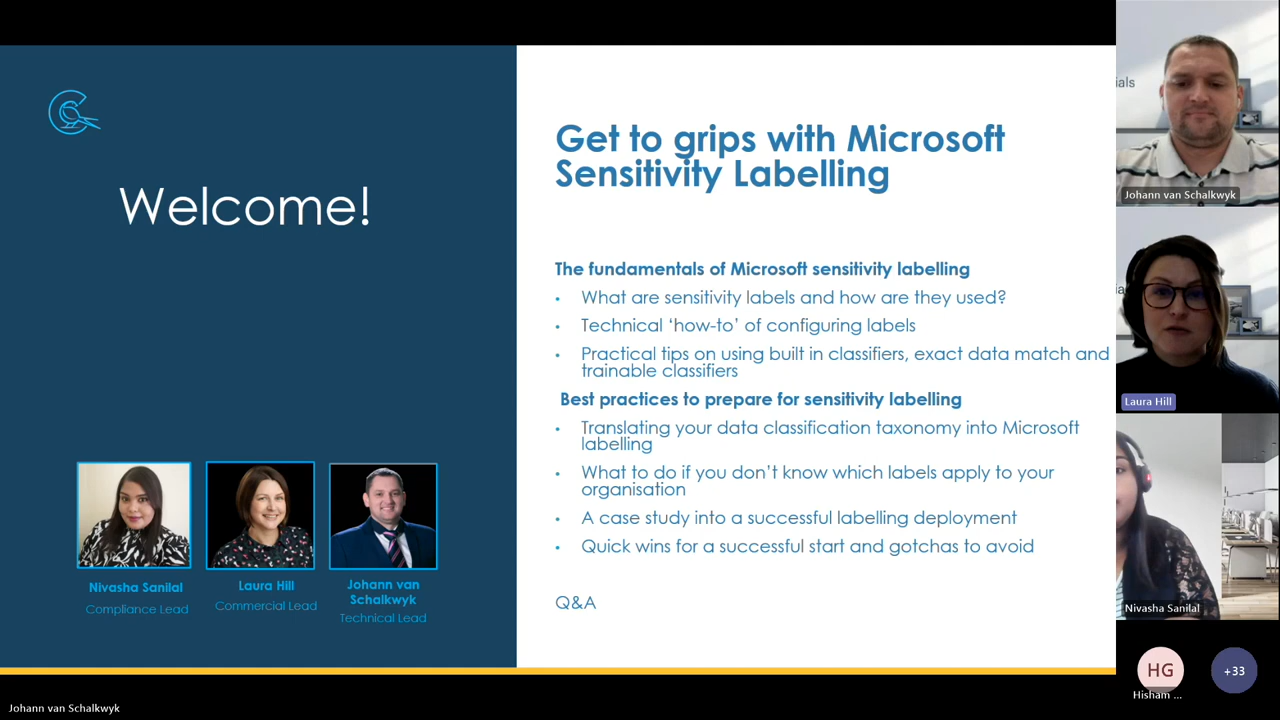 Welcome!
Nivasha Sanilal
Compliance Lead
Laura Hill
Commercial Lead
Johann van
Schalkwyk
Technical Lead
Get to grips with Microsoft
Sensitivity Labelling
The fundamentals of Microsoft sensitivity labelling
• What are sensitivity labels and how are they used?
• Technical ‘how-to’ of configuring labels
• Practical tips on using built in classifiers, exact data match and
trainable classifiers
Best practices to prepare for sensitivity labelling
• Translating your data classification taxonomy into Microsoft
labelling
• What to do if you don’t know which labels apply to your
organisation
• A case study into a successful labelling deployment
• Quick wins for a successful start and gotchas to avoid
Q&A
ials
Johann van Schalkwyk
Laura Hill
Nivasha Sanilal
HG
Hisham ...
+33
Johann van Schalkwyk